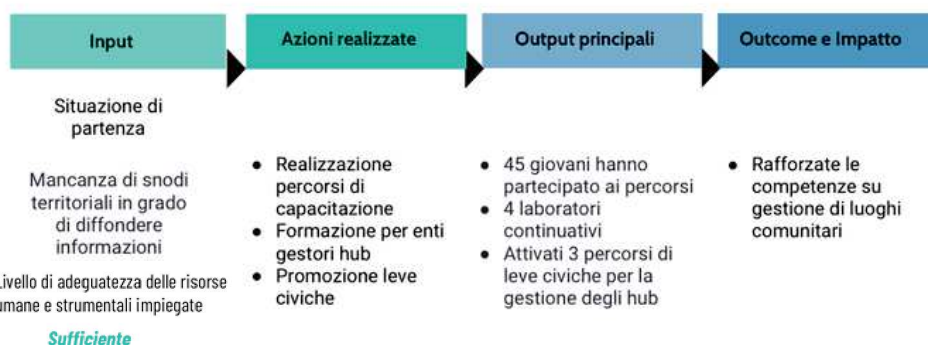 Input
Situazione di
partenza
Mancanza di snodi
territoriali in grado
di diffondere
informazioni
Livello di adeguatezza delle risorse
umane e strumentali impiegate
Sufficiente
Azioni realizzate
• Realizzazione
percorsi di
capacitazione
• Formazione per enti
gestori hub
• Promozione leve
civiche
Output principali
• 45 giovani hanno
partecipato ai percorsi
• 4 laboratori
continuativi
• Attivati 3 percorsi di
leve civiche per la
gestione degli hub
Outcome e Impatto
• Rafforzate le
competenze su
gestione di luoghi
comunitari